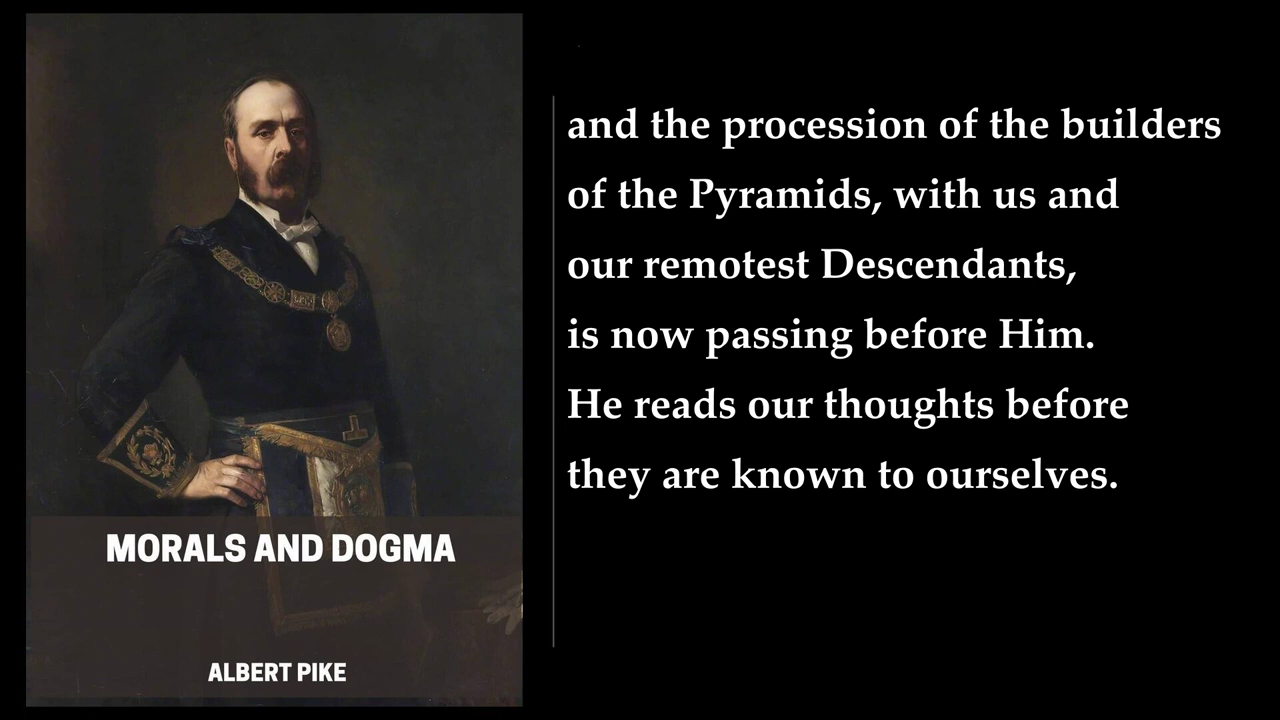 MORALS AND DOGMA
ALBERT PIKE
and the procession of the builders
of the Pyramids, with us and
our remotest Descendants,
is now passing before Him.
He reads our thoughts before
they are known to ourselves.